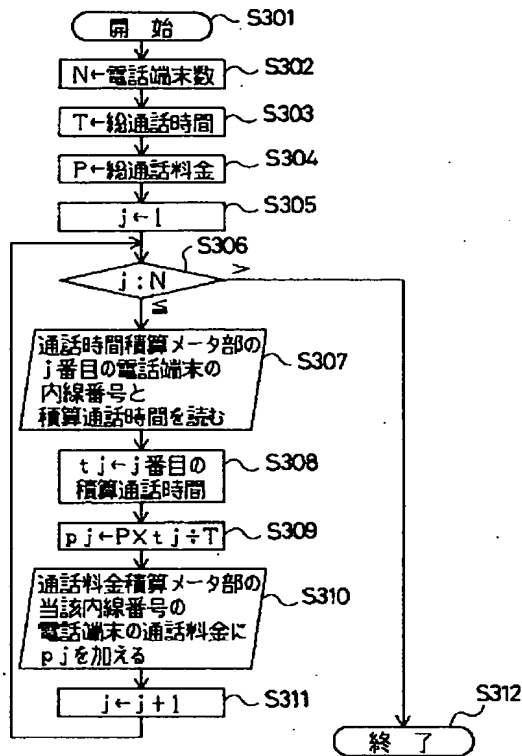 開 始
S301
N←電話端末数
S302
T←総通話時間
S303
P←総通話料金
S304
j←1
S305
S306
j:N
>
≦
通話時間積算メータ部の
j番目の電話端末の
内線番号と
積算通話時間を読む
S307
tj←j番目の
積算通話時間
S308
pj←P×tj÷T
S309
通話料金積算メータ部の
当該内線番号の
電話端末の通話料金に
pjを加える
S310
j←j+1
S311
S312
終 了